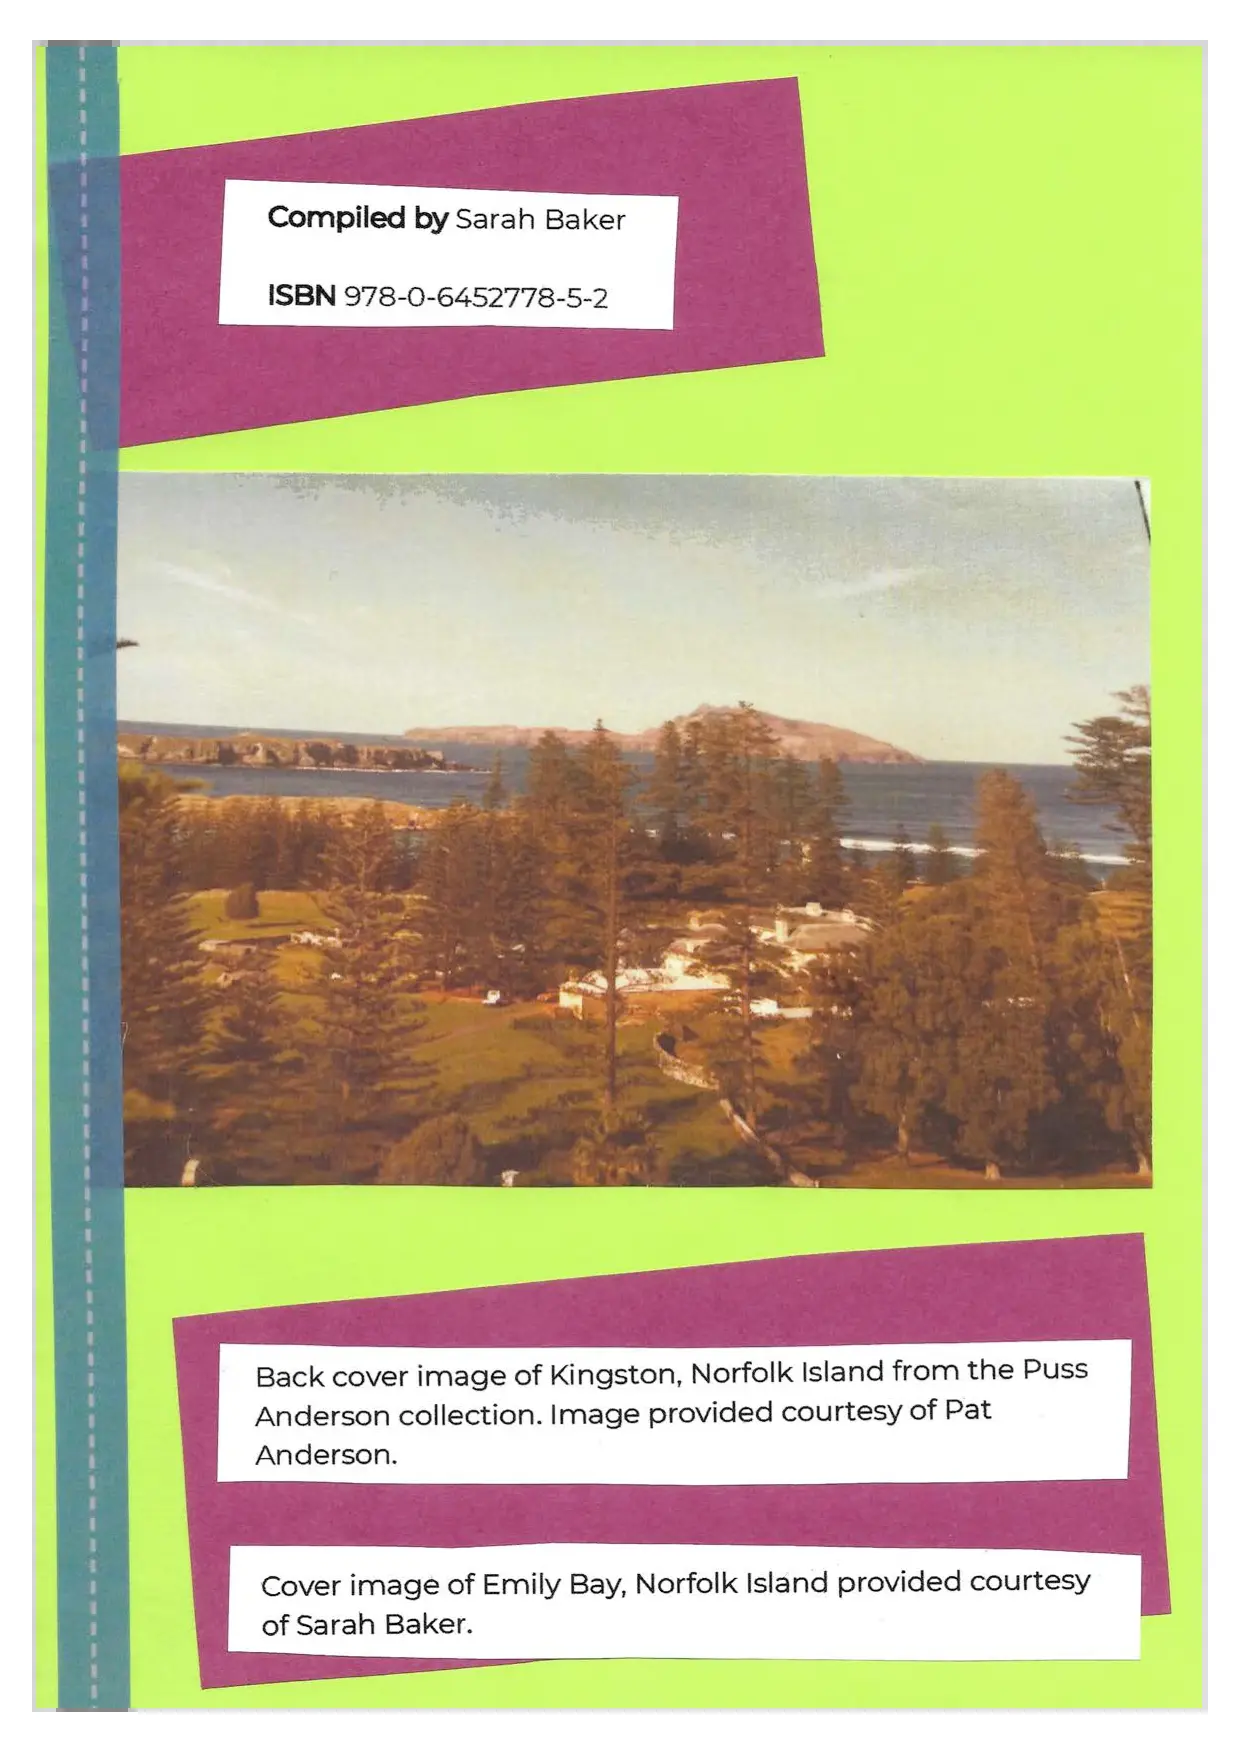 Compiled by Sarah Baker
ISBN 978-0-6452778-5-2
Back cover image of Kingston, Norfolk Island from the Puss
Anderson collection. Image provided courtesy of Pat
Anderson.
Cover image of Emily Bay, Norfolk Island provided courtesy
of Sarah Baker.